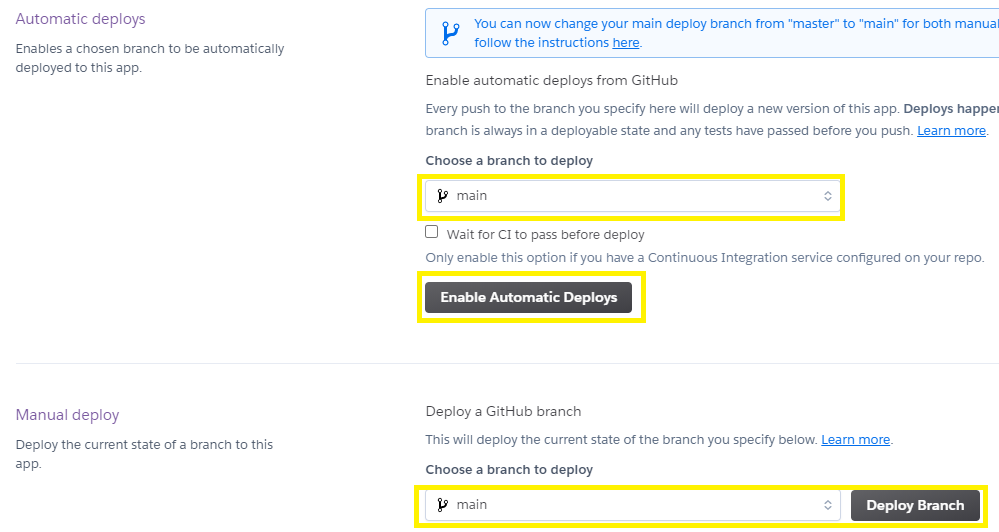 Automatic deploys
Enables a chosen branch to be automatically
deployed to this app.
You can now change your main deploy branch from "master" to "main" for both manual
follow the instructions here.
Enable automatic deploys from GitHub
Every push to the branch you specify here will deploy a new version of this app. Deploys happen
branch is always in a deployable state and any tests have passed before you push. Learn more.
Choose a branch to deploy
main
Wait for CI to pass before deploy
Only enable this option if you have a Continuous Integration service configured on your repo.
Enable Automatic Deploys
Manual deploy
Deploy the current state of a branch to this
app.
Deploy a GitHub branch
This will deploy the current state of the branch you specify below. Learn more.
Choose a branch to deploy
main
Deploy Branch